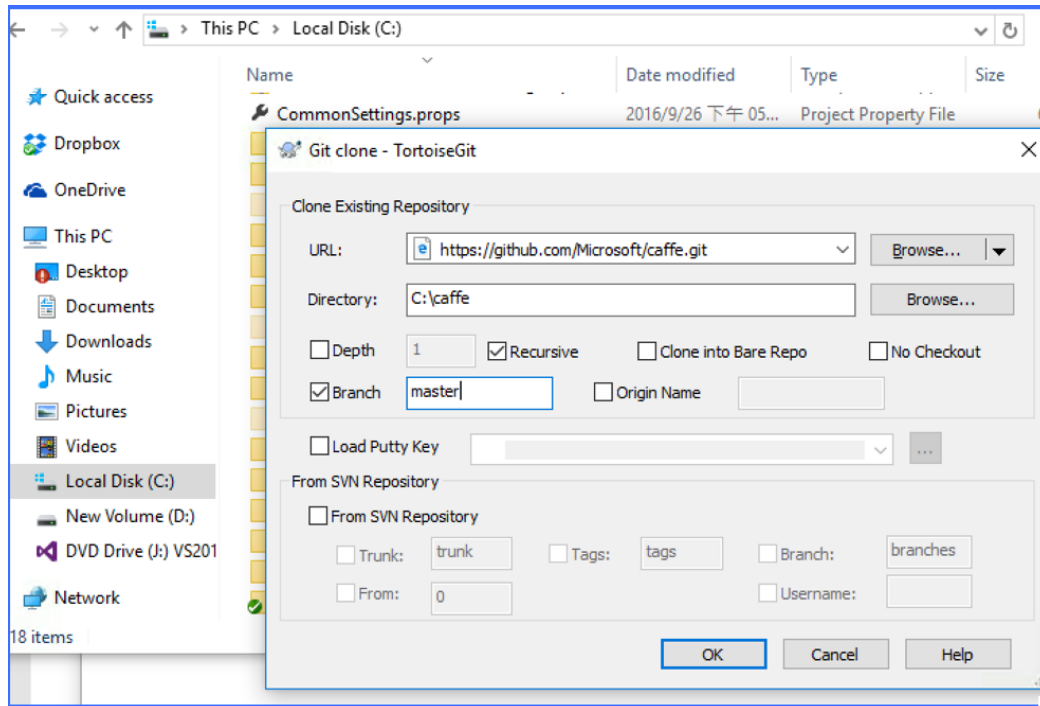 This PC > Local Disk (C:)
Name Date modified Type Size
CommonSettings.props 2016/9/26 下午 05... Project Property File
Quick access
Dropbox
OneDrive
This PC
Desktop
Documents
Downloads
Music
Pictures
Videos
Local Disk (C:)
New Volume (D:)
DVD Drive (J:) VS201
Network
18 items
Git clone - TortoiseGit
Clone Existing Repository
URL: https://github.com/Microsoft/caffe.git Browse...
Directory: C:\caffe Browse...
Depth 1 Recursive Clone into Bare Repo No Checkout
Branch master Origin Name
Load Putty Key ...
From SVN Repository
From SVN Repository
Trunk: trunk Tags: tags Branch: branches
From: 0 Username:
OK Cancel Help